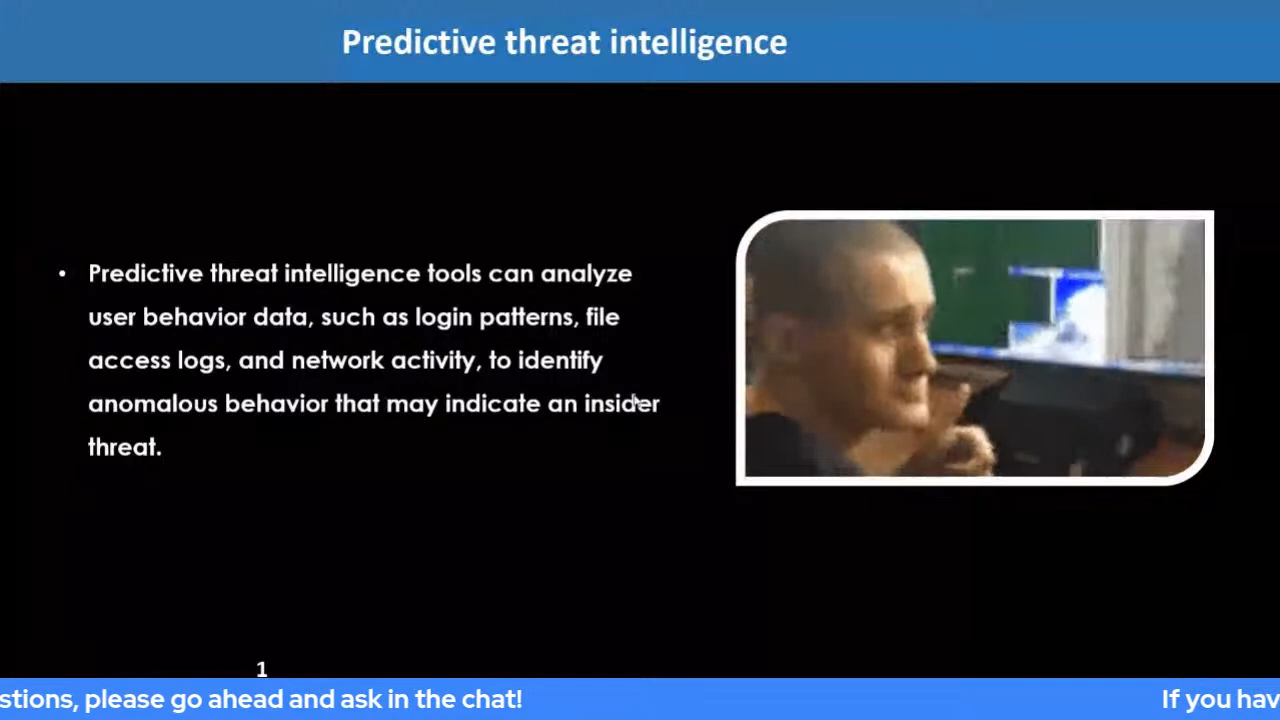 Predictive threat intelligence
• Predictive threat intelligence tools can analyze
user behavior data, such as login patterns, file
access logs, and network activity, to identify
anomalous behavior that may indicate an insider
threat.
1
stions, please go ahead and ask in the chat!
If you hav